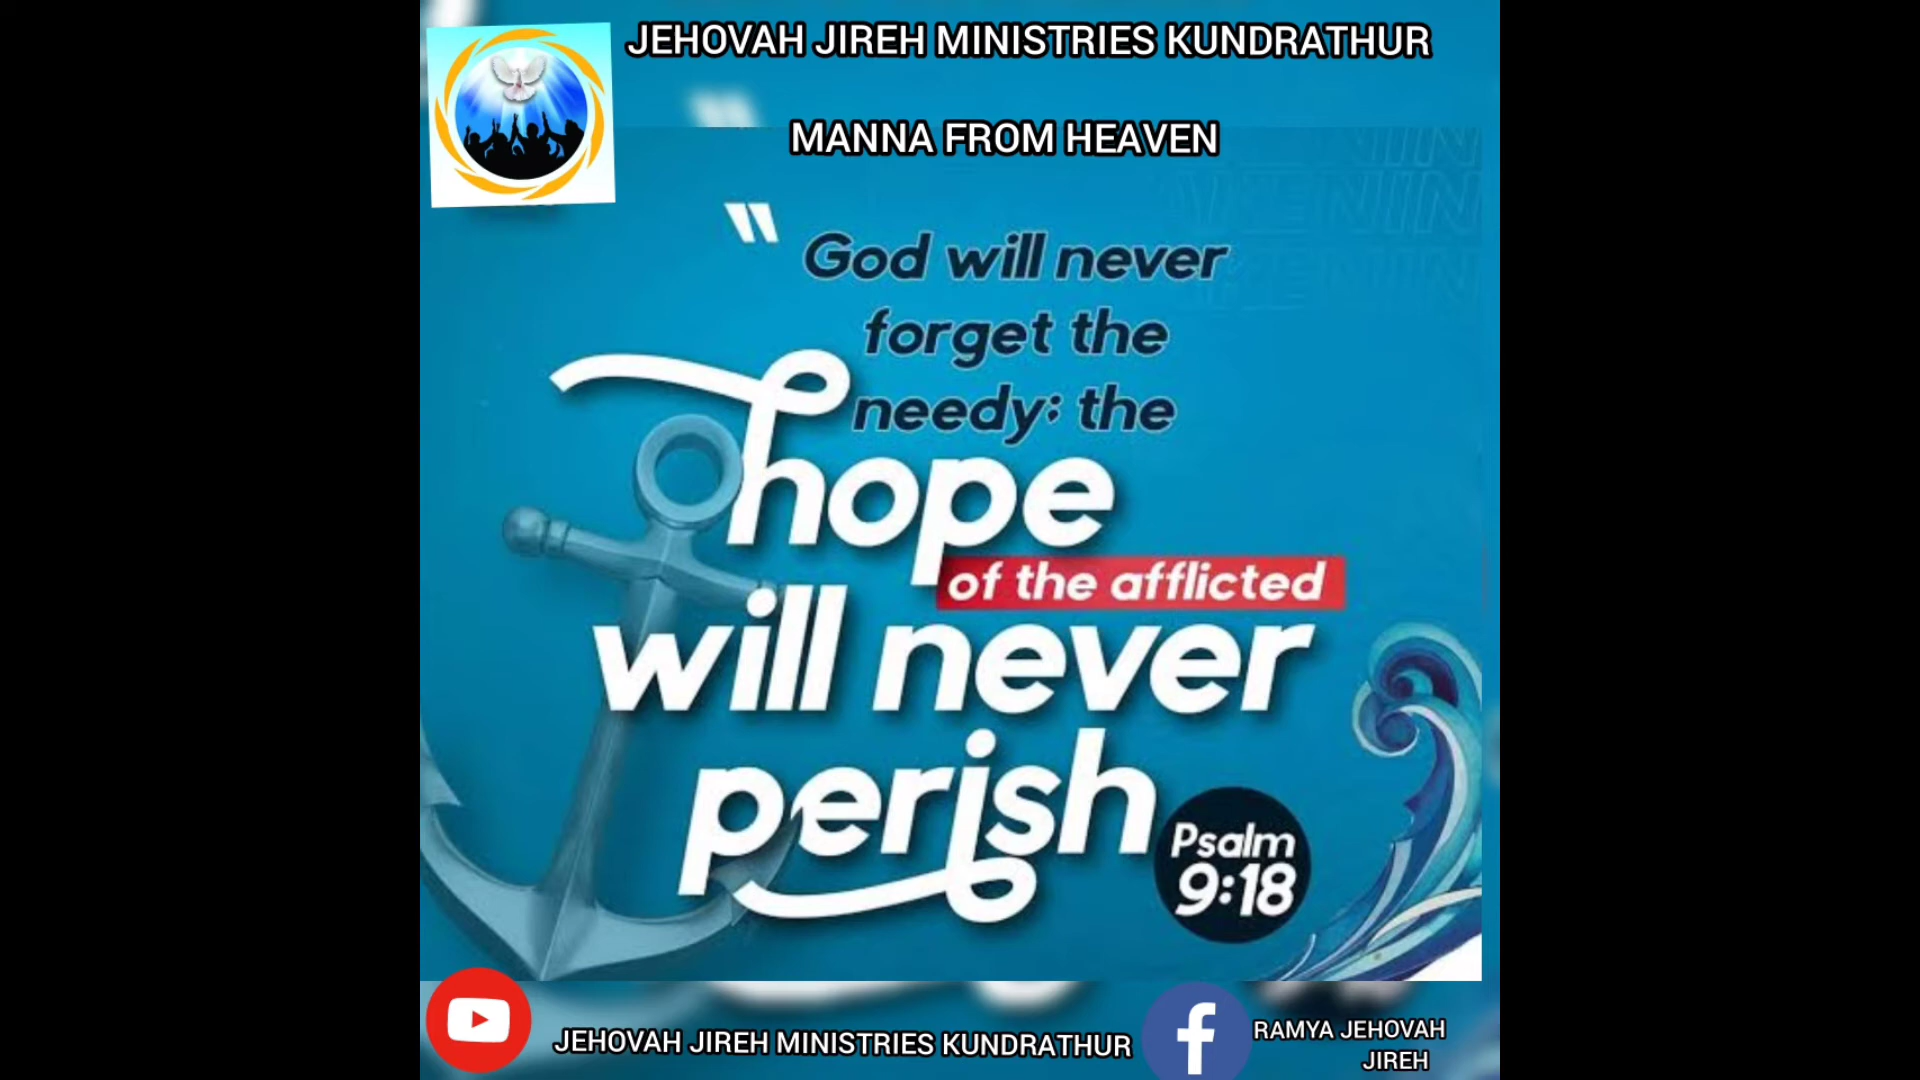 JEHOVAH JIREH MINISTRIES KUNDRATHUR
MANNA FROM HEAVEN
" God will never
forget the
needy; the
hope
of the afflicted
will never
perish
Psalm
9:18
JEHOVAH JIREH MINISTRIES KUNDRATHUR
RAMYA JEHOVAH
JIREH